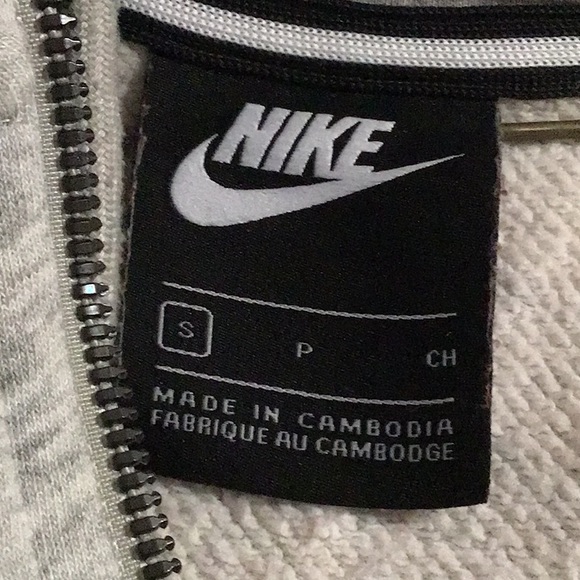 NIKE
S P CH
MADE IN CAMBODIA
FABRIQUE AU CAMBODGE